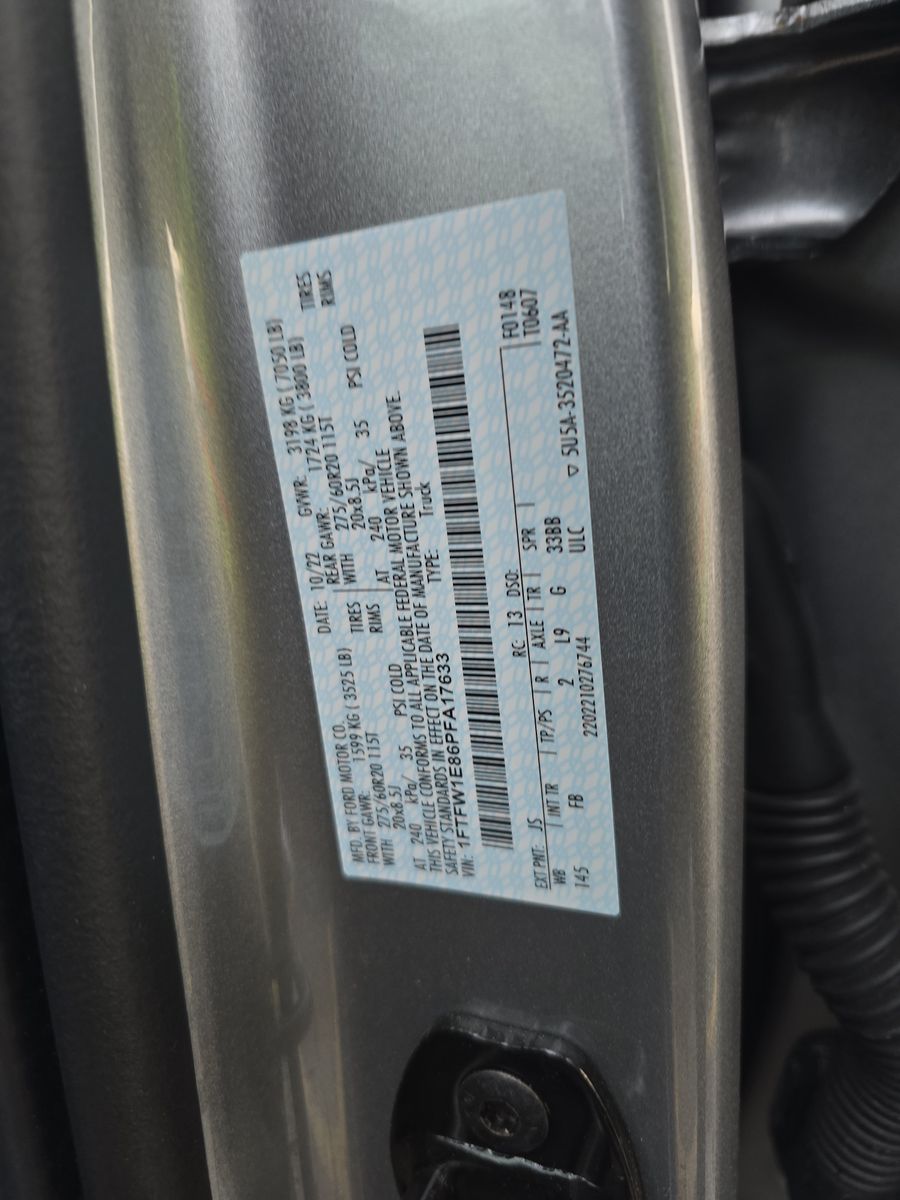 MFD. BY FORD MOTOR CO. DATE: 10/22 GVWR: 3198 KG ( 7050 LB)
FRONT GAWR: 1599 KG ( 3525 LB) REAR GAWR: 1724 KG ( 3800 LB)
WITH 275/60R20 115T TIRES WITH 275/60R20 115T TIRES
20x8.5J RIMS 20x8.5J RIMS
AT 240 kPa/ 35 PSI COLD AT 240 kPa/ 35 PSI COLD
THIS VEHICLE CONFORMS TO ALL APPLICABLE FEDERAL MOTOR VEHICLE
SAFETY STANDARDS IN EFFECT ON THE DATE OF MANUFACTURE SHOWN ABOVE.
VIN: 1FTFW1E86PFA17633 TYPE: Truck
EXT PNT: JS RC: 13 DSO: F0148
WB INT TR TP/PS R AXLE TR SPR T0607
145 FB 2 L9 G 33BB
2202210276744 ULC ▽ 5U5A-3520472-AA